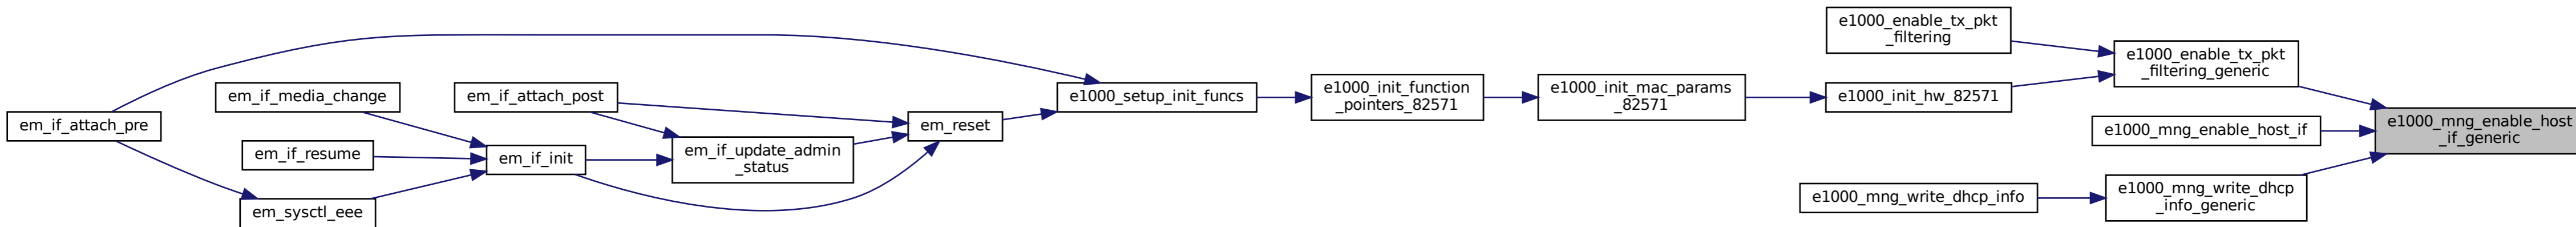 em_if_attach_pre
em_if_media_change
em_if_resume
em_sysctl_eee
em_if_attach_post
em_if_init
em_if_update_admin
_status
em_reset
e1000_setup_init_funcs
e1000_init_function
_pointers_82571
e1000_init_mac_params
_82571
e1000_enable_tx_pkt
_filtering
e1000_init_hw_82571
e1000_mng_write_dhcp_info
e1000_enable_tx_pkt
_filtering_generic
e1000_mng_enable_host_if
e1000_mng_write_dhcp
_info_generic
e1000_mng_enable_host
_if_generic